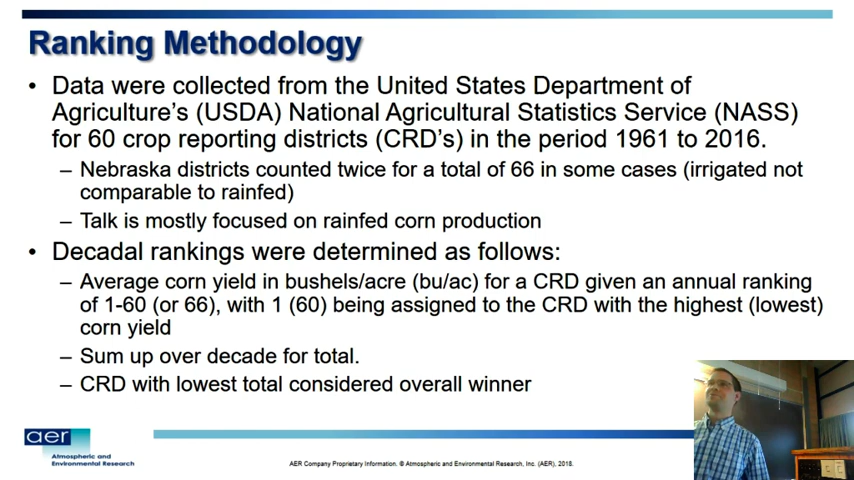 Ranking Methodology
• Data were collected from the United States Department of
Agriculture's (USDA) National Agricultural Statistics Service (NASS)
for 60 crop reporting districts (CRD's) in the period 1961 to 2016.
– Nebraska districts counted twice for a total of 66 in some cases (irrigated not
comparable to rainfed)
– Talk is mostly focused on rainfed corn production
• Decadal rankings were determined as follows:
– Average corn yield in bushels/acre (bu/ac) for a CRD given an annual ranking
of 1-60 (or 66), with 1 (60) being assigned to the CRD with the highest (lowest)
corn yield
– Sum up over decade for total.
– CRD with lowest total considered overall winner
aer
Atmospheric and
Environmental Research
AER Company Proprietary Information. © Atmospheric and Environmental Research, Inc. (AER), 2018.